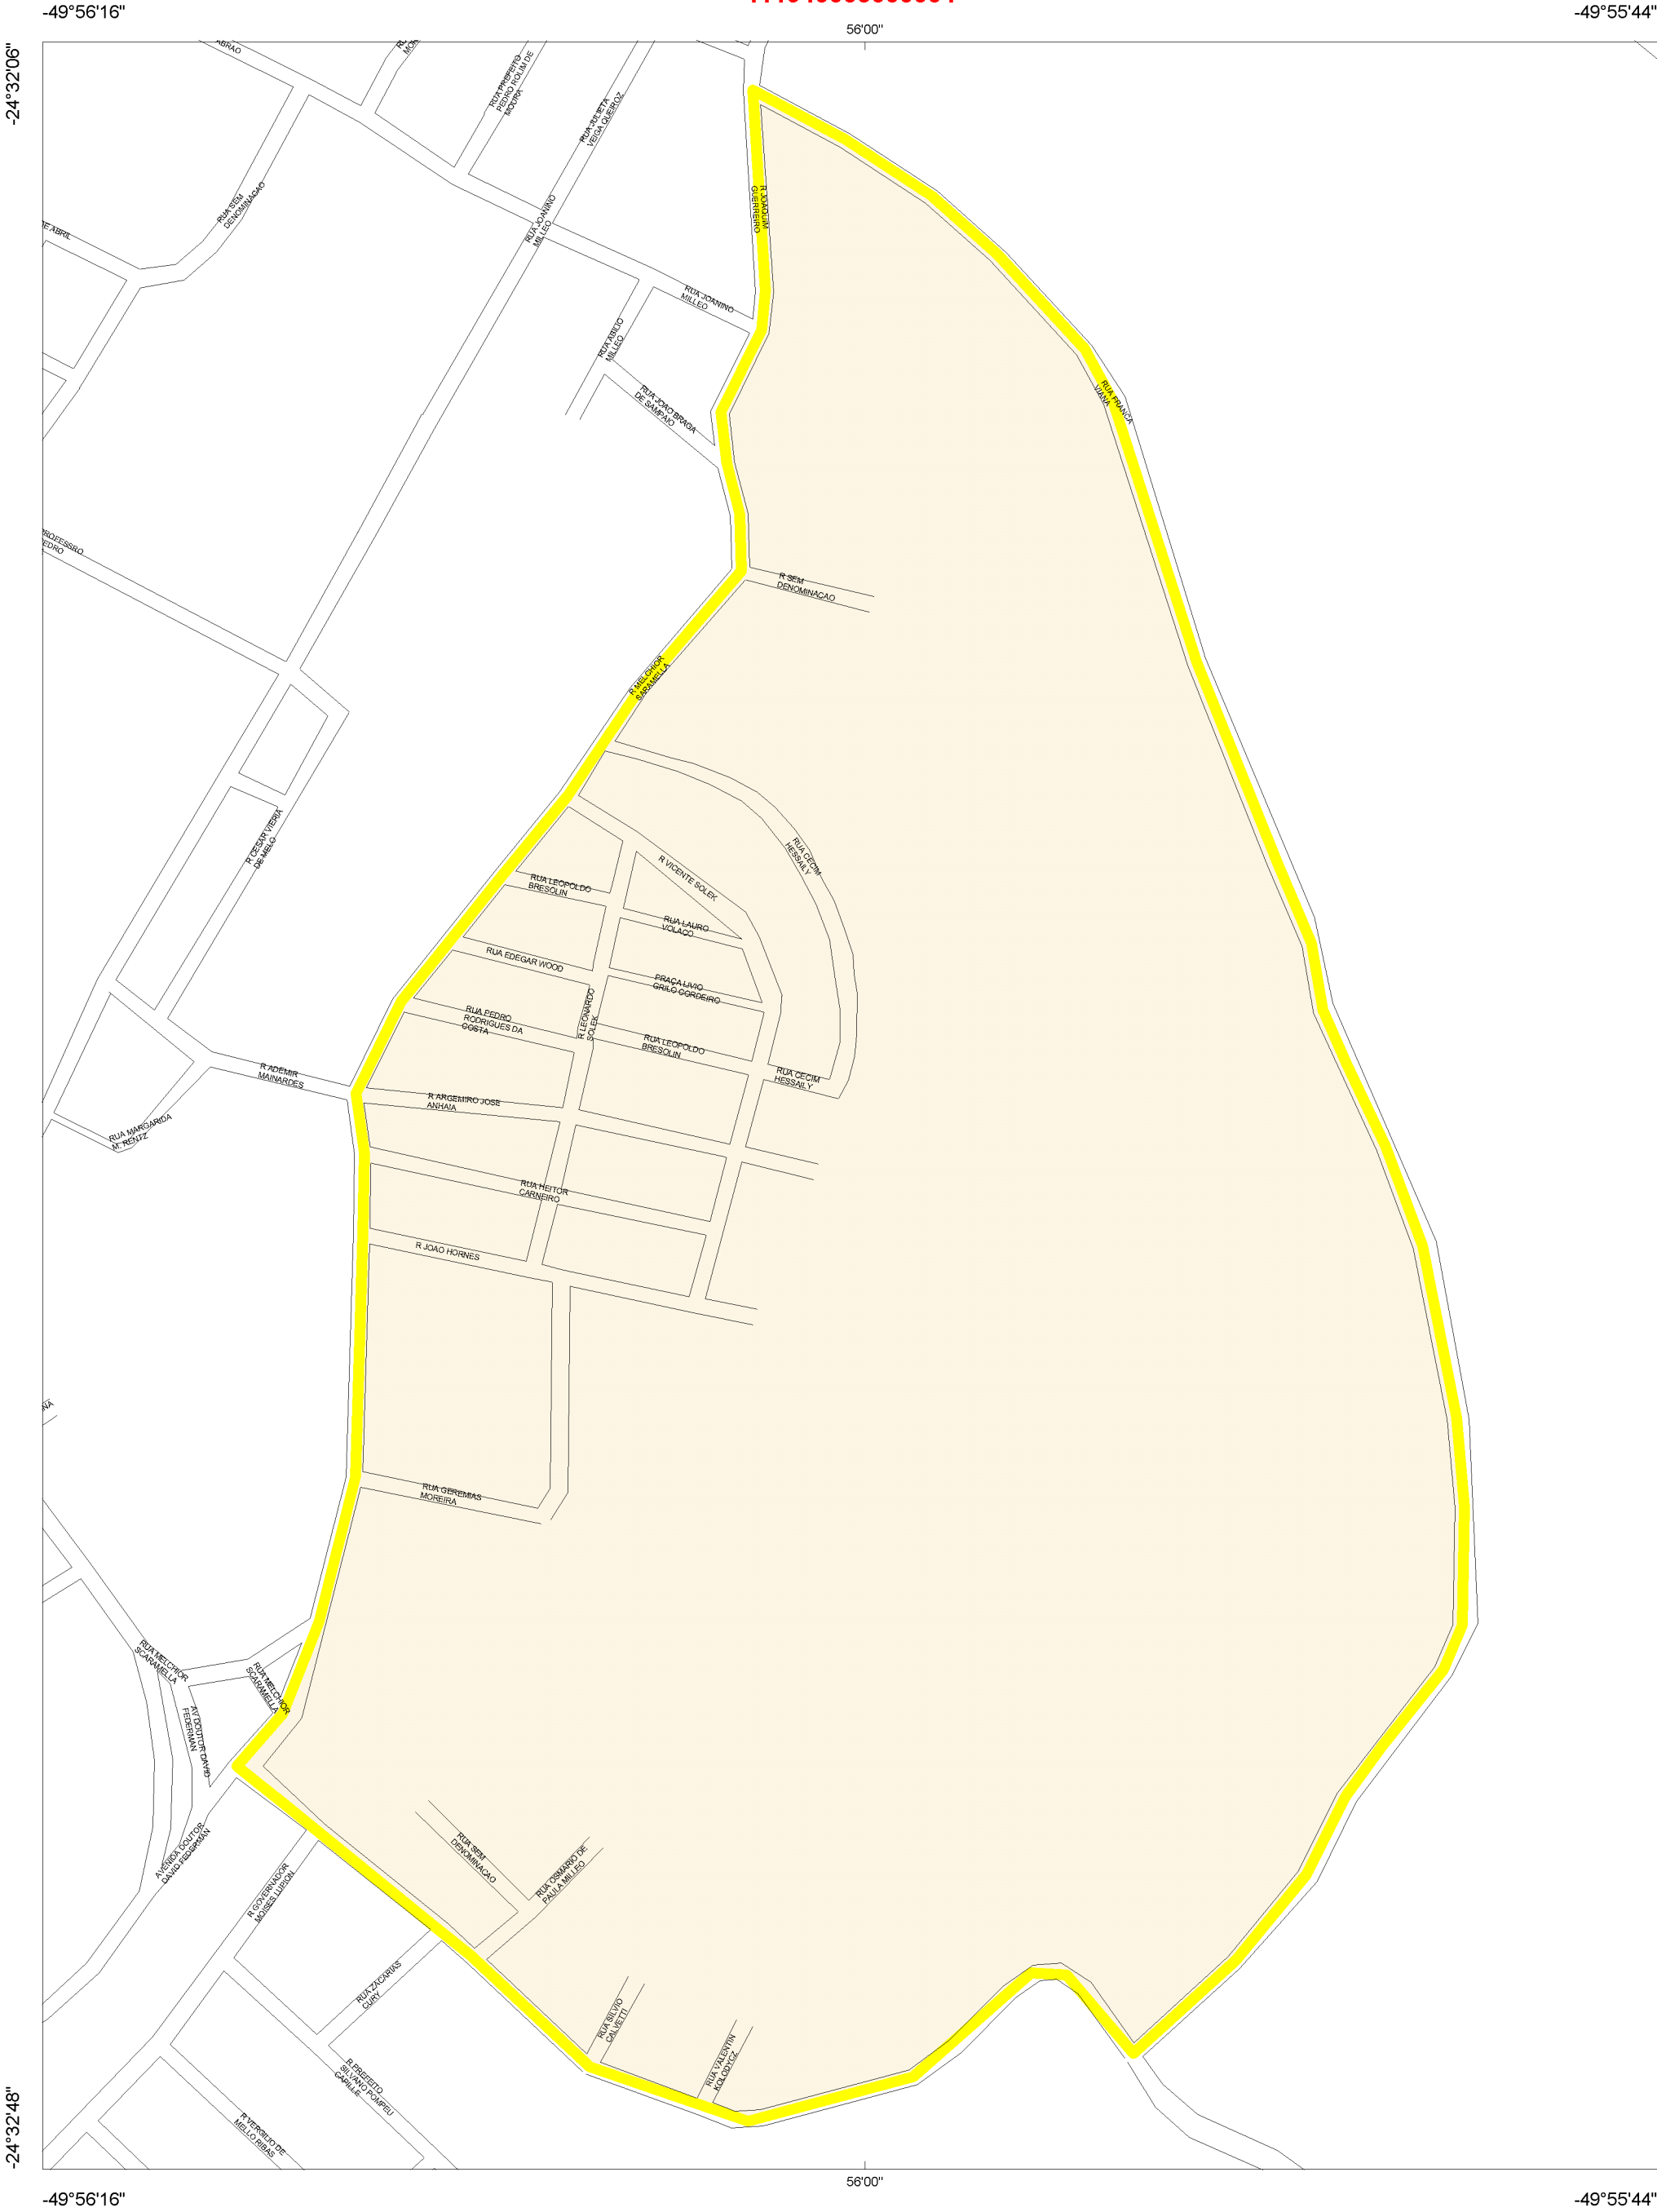 -49°56'16"
-49°55'44"
56'00"
-24°32'06"
RUA PREFEITO
PEDRO ROLIM DE
MOURA
RUA JULIETA
VEIGA QUEIROZ
RUA SEM
DENOMINACAO
R JOAQUIM
GUERREIRO
RUA JOANINO
MILLEO
E ABRIL
RUA JOANINO
MILLEO
RUA ABILIO
MILLEO
RUA JOAO BRAGA
DE SAMPAIO
RUA FRANCA
VIANA
ROFESSRO
EDRO
R SEM
DENOMINACAO
R MELCHIOR
SARAMELLA
R CESAR VIERIA
DE MELO
RUA CECIM
HESSAILY
R VICENTE SOLEK
RUA LEOPOLDO
BRESOLIN
RUA LAURO
VOLACO
RUA EDEGAR WOOD
PRAÇA LIVIO
GRILO CORDEIRO
RUA PEDRO
RODRIGUES DA
COSTA
R LEONARDO
SOLEK
RUA LEOPOLDO
BRESOLIN
RUA CECIM
HESSAILY
R ADEMIR
MAINARDES
R ARGEMIRO JOSE
ANHAIA
RUA MARGARIDA
M. RENTZ
RUA HEITOR
CARNEIRO
R JOAO HORNES
NA
RUA GEREMIAS
MOREIRA
RUA MELCHIOR
SCARAMELLA
RUA MELCHIOR
SCARAMELLA
AV DOUTOR DAVID
FEDERMAN
AVENIDA DOUTOR
DAVID FEDERMAN
RUA SEM
DENOMINACAO
RUA OSMARIO DE
PAULA MILLEO
R GOVERNADOR
MOISES LUPION
RUA ZACARIAS
CURY
RUA SILVIO
CALVETTI
RUA VALENTIN
KOLODYCZ
R PREFEITO
SILVANO POMPEU
CAPILLE
R VERGILIO DE
MELLO RIBAS
-24°32'48"
56'00"
-49°56'16"
-49°55'44"